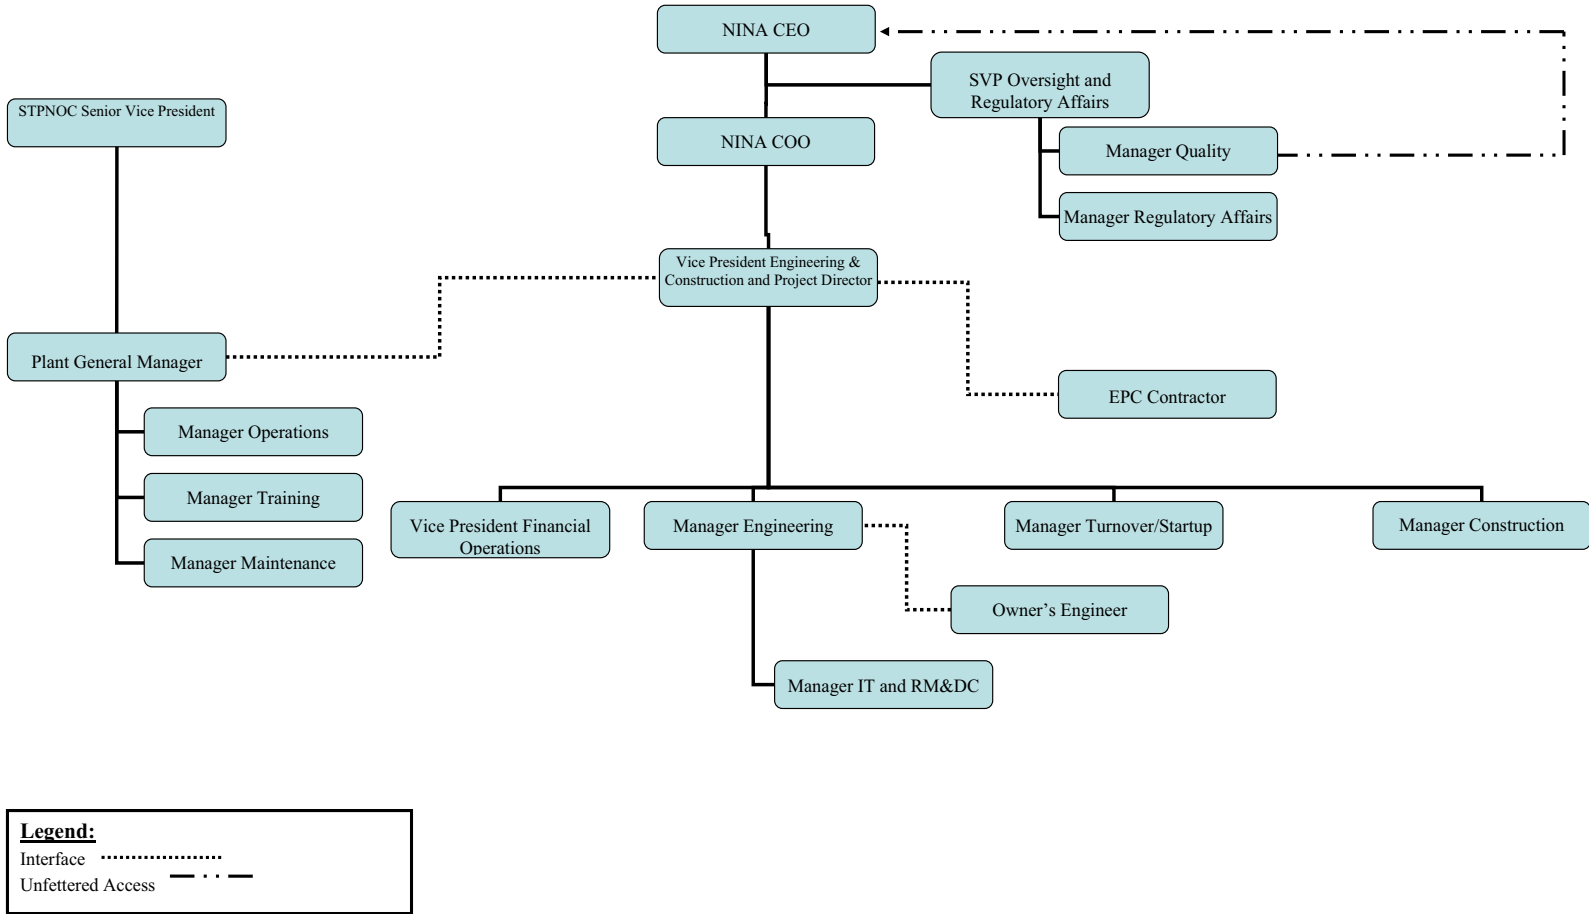 NINA CEO
SVP Oversight and
Regulatory Affairs
STPNOC Senior Vice President
NINA COO
Manager Quality
Manager Regulatory Affairs
Vice President Engineering &
Construction and Project Director
Plant General Manager
EPC Contractor
Manager Operations
Manager Training
Manager Maintenance
Vice President Financial
Operations
Manager Engineering
Manager Turnover/Startup
Manager Construction
Owner’s Engineer
Manager IT and RM&DC
Legend:
Interface
Unfettered Access